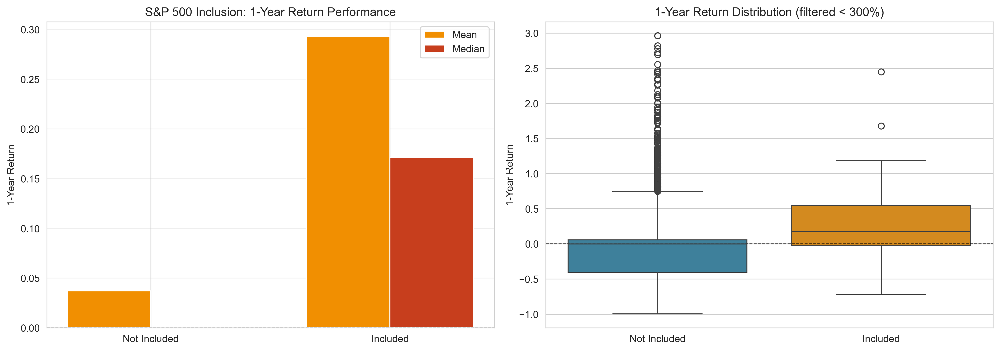 S&P 500 Inclusion: 1-Year Return Performance
1-Year Return
0.30
0.25
0.20
0.15
0.10
0.05
0.00
Mean
Median
Not Included
Included
1-Year Return Distribution (filtered < 300%)
1-Year Return
3.0
2.5
2.0
1.5
1.0
0.5
0.0
−0.5
−1.0
Not Included
Included